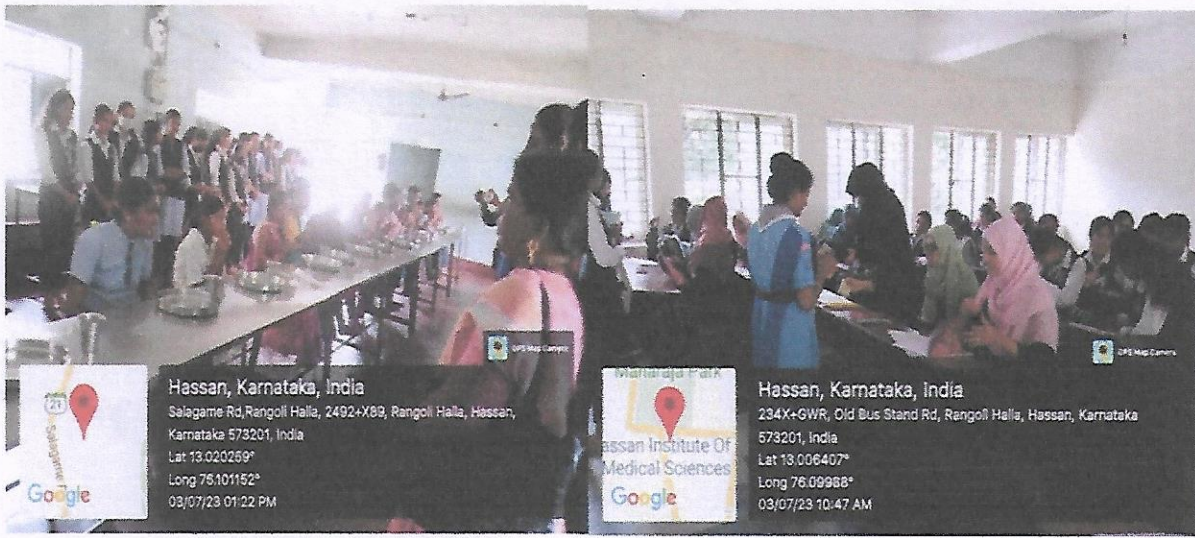 GPS Map Camera
21
Salagame
Google
Hassan, Karnataka, India
Salagame Rd,Rangoli Halla, 2492+X89, Rangoli Halla, Hassan,
Karnataka 573201, India
Lat 13.020259°
Long 76.101152°
03/07/23 01:22 PM
GPS Map Camera
Maharaja Park
assan Institute Of
Medical Sciences
Google
Hassan, Karnataka, India
234X+GWR, Old Bus Stand Rd, Rangoli Halla, Hassan, Karnataka
573201, India
Lat 13.006407°
Long 76.09988°
03/07/23 10:47 AM